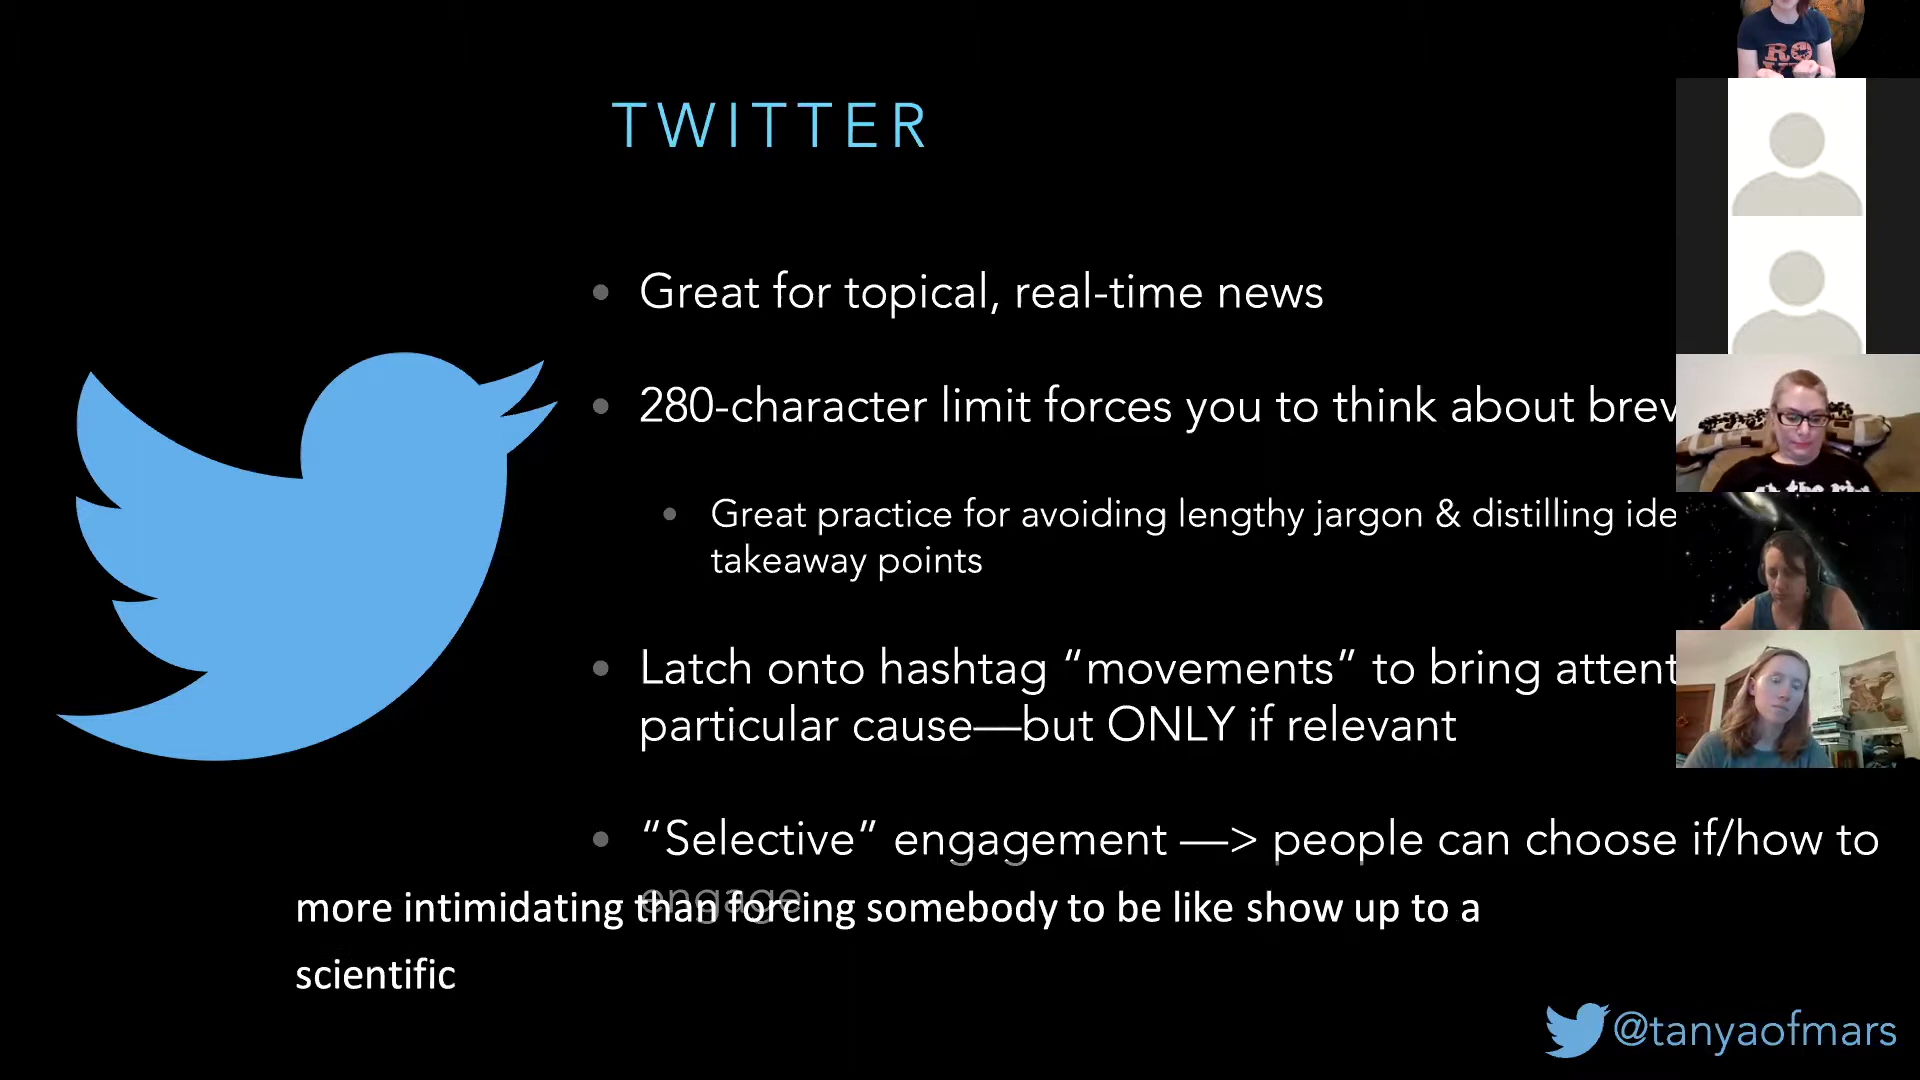 TWITTER
Great for topical, real-time news
280-character limit forces you to think about
Great practice for avoiding lengthy jargon & distilling
takeaway points
Latch onto hashtag “movements” to bring
particular cause—but ONLY if relevant
“Selective” engagement —> people can choose if/how to
engage
more intimidating than forcing somebody to be like show up to a
scientific
@tanyaofmars